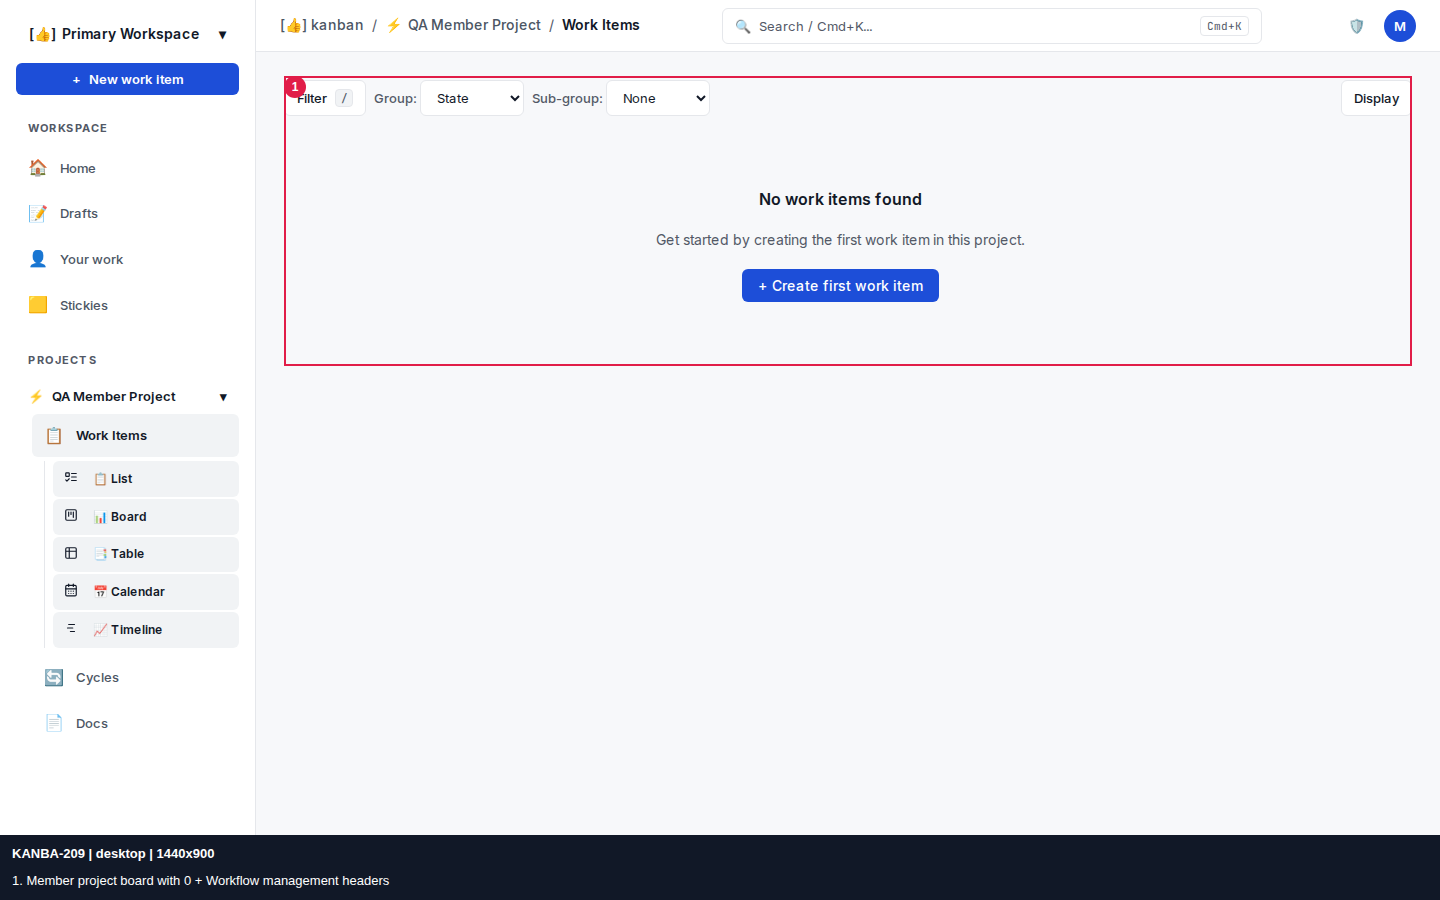 [👍] Primary Workspace ▼
+ New work item
WORKSPACE
🏠 Home
📝 Drafts
👤 Your work
🟨 Stickies
PROJECTS
⚡ QA Member Project ▼
📋 Work Items
📋 List
📊 Board
📑 Table
📅 Calendar
📈 Timeline
🔄 Cycles
📄 Docs
[👍] kanban / ⚡ QA Member Project / Work Items
🔍 Search / Cmd+K... Cmd+K
🛡️ M
1
Filter / Group: State Sub-group: None Display
No work items found
Get started by creating the first work item in this project.
+ Create first work item
KANBA-209 | desktop | 1440x900
1. Member project board with 0 + Workflow management headers